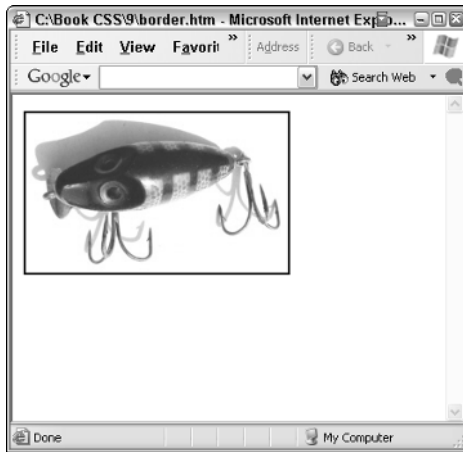 C:\Book CSS\9\border.htm - Microsoft Internet Explo...
File Edit View Favorit » Address Back »
Google Search Web
Done My Computer